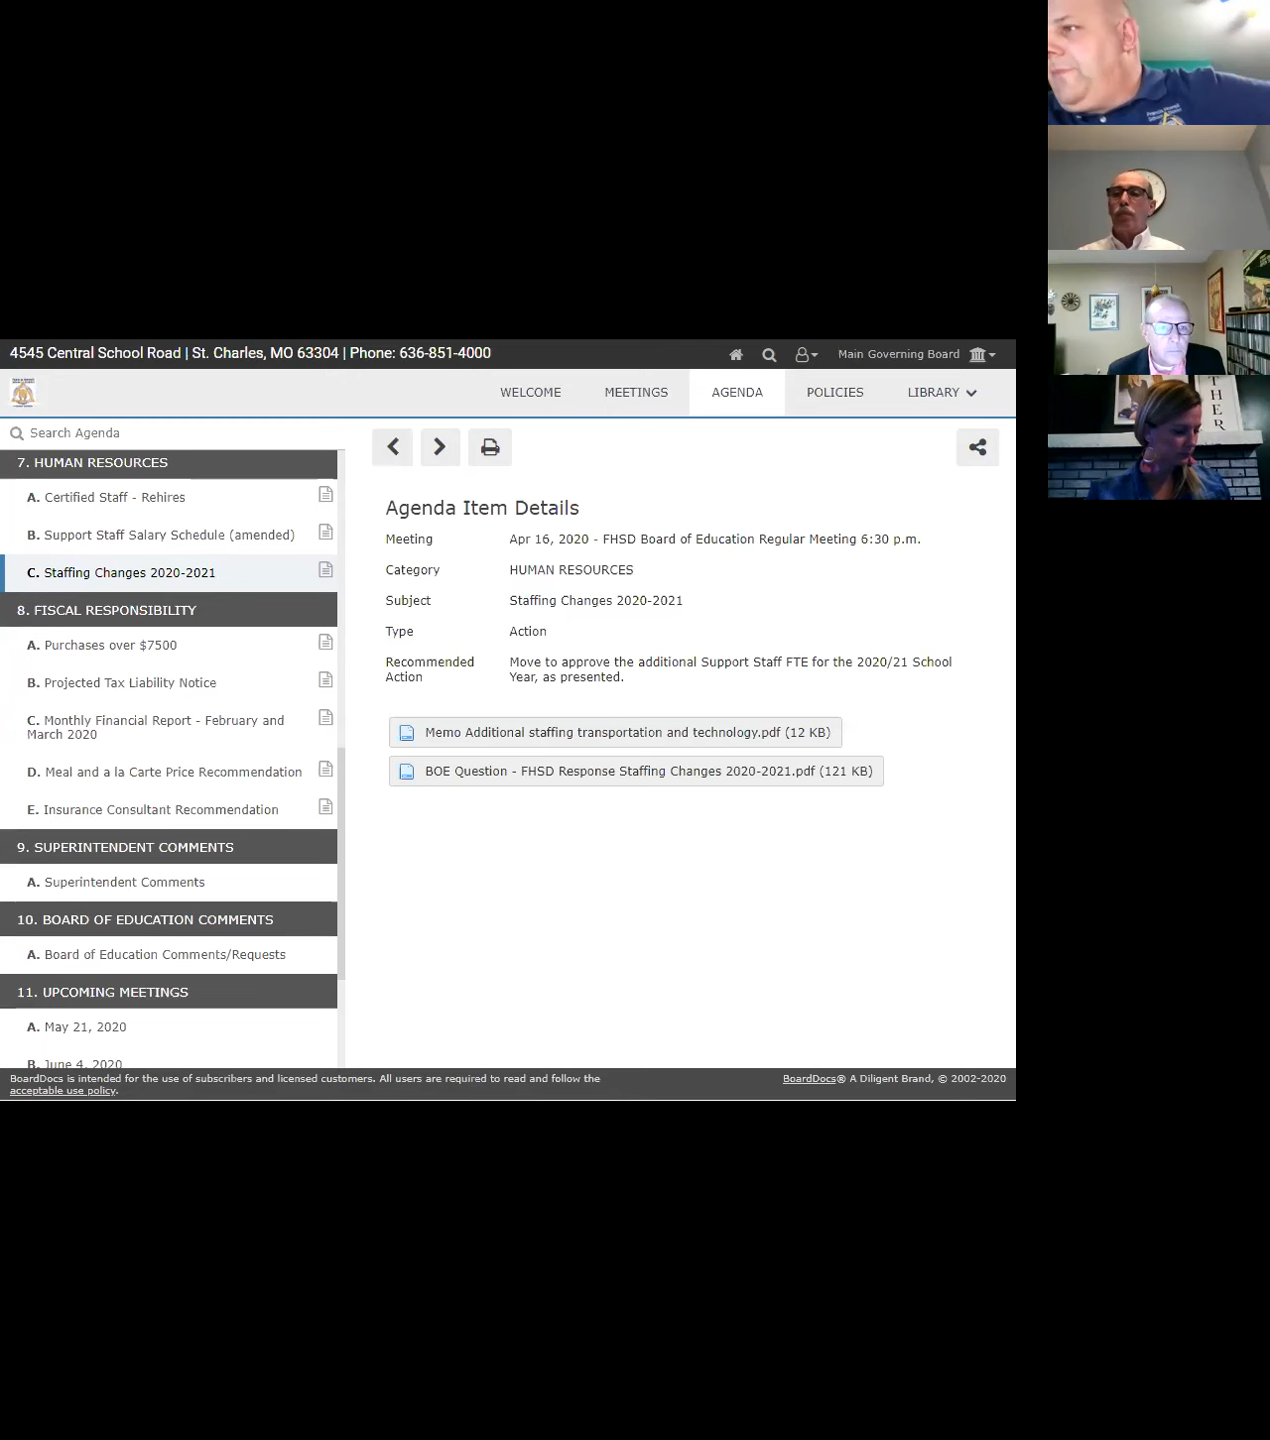 4545 Central School Road | St. Charles, MO 63304 | Phone: 636-851-4000
Main Governing Board
WELCOME
MEETINGS
AGENDA
POLICIES
LIBRARY
Search Agenda
7. HUMAN RESOURCES
A. Certified Staff - Rehires
B. Support Staff Salary Schedule (amended)
C. Staffing Changes 2020-2021
8. FISCAL RESPONSIBILITY
A. Purchases over $7500
B. Projected Tax Liability Notice
C. Monthly Financial Report - February and
March 2020
D. Meal and a la Carte Price Recommendation
E. Insurance Consultant Recommendation
9. SUPERINTENDENT COMMENTS
A. Superintendent Comments
10. BOARD OF EDUCATION COMMENTS
A. Board of Education Comments/Requests
11. UPCOMING MEETINGS
A. May 21, 2020
B. June 4, 2020
Agenda Item Details
Meeting Apr 16, 2020 - FHSD Board of Education Regular Meeting 6:30 p.m.
Category HUMAN RESOURCES
Subject Staffing Changes 2020-2021
Type Action
Recommended Move to approve the additional Support Staff FTE for the 2020/21 School
Action Year, as presented.
Memo Additional staffing transportation and technology.pdf (12 KB)
BOE Question - FHSD Response Staffing Changes 2020-2021.pdf (121 KB)
BoardDocs is intended for the use of subscribers and licensed customers. All users are required to read and follow the
acceptable use policy.
BoardDocs® A Diligent Brand, © 2002-2020
THER